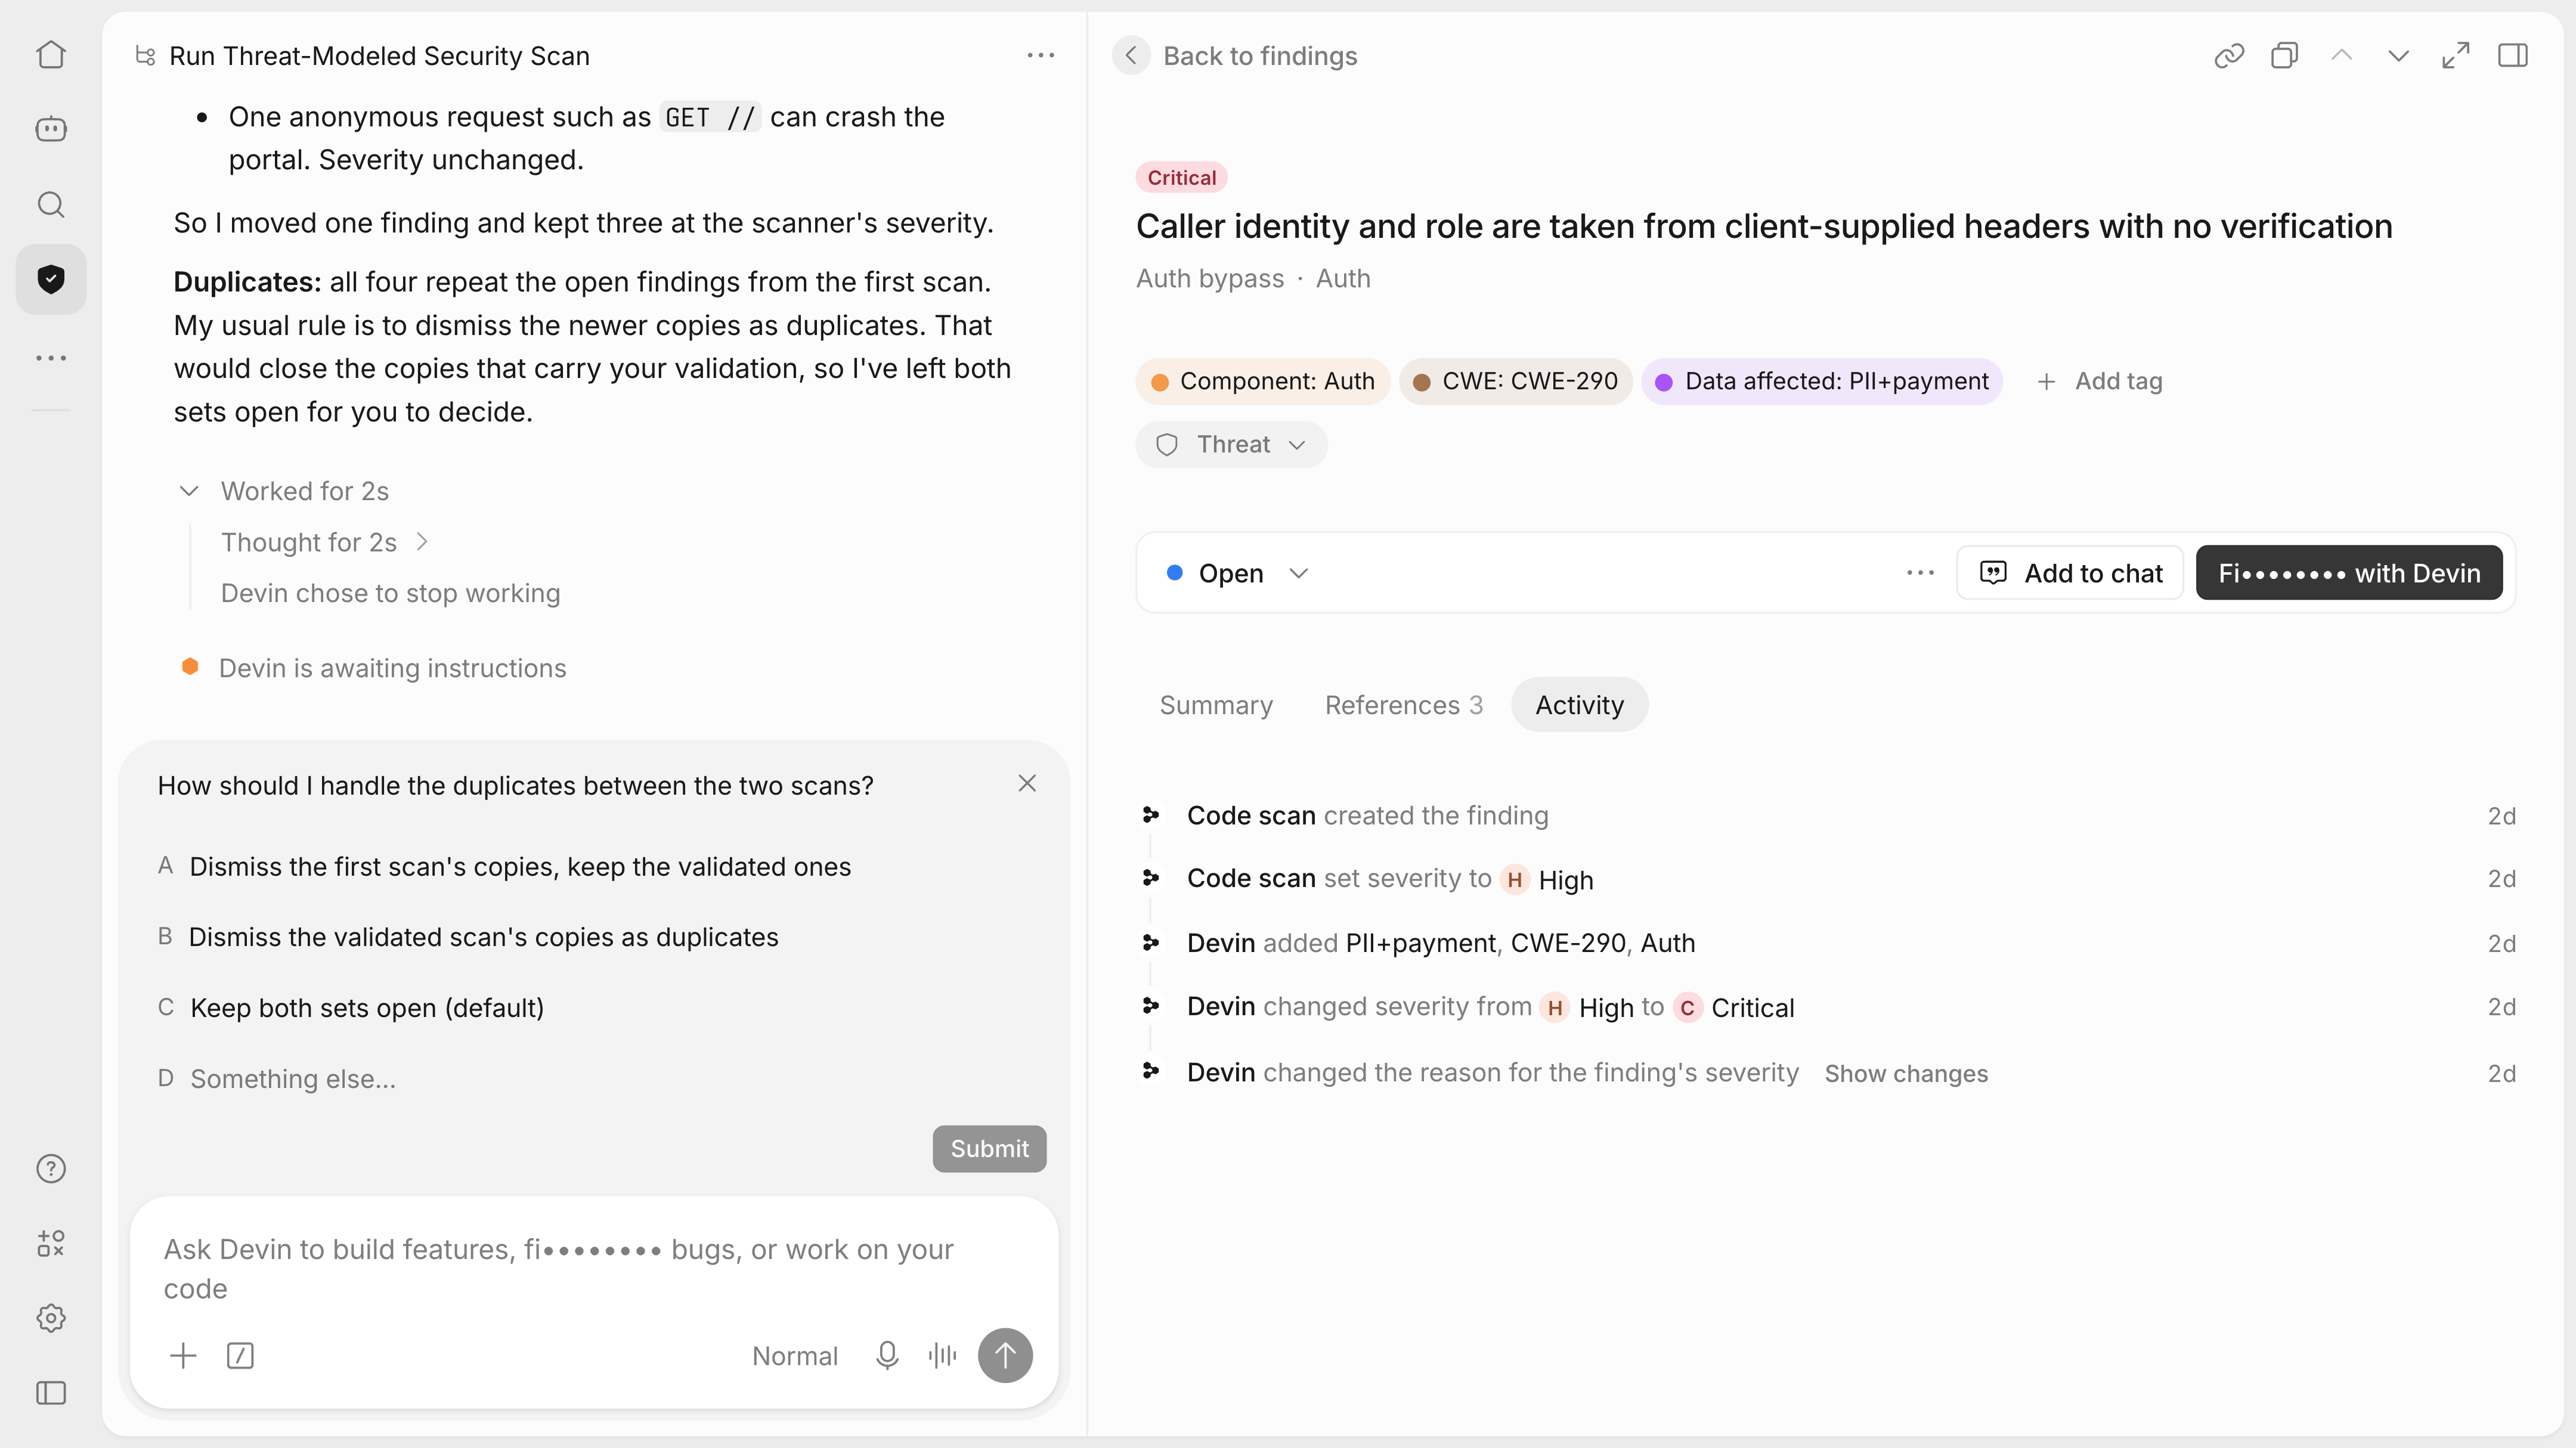 Run Threat-Modeled Security Scan
• One anonymous request such as GET // can crash the
portal. Severity unchanged.
So I moved one finding and kept three at the scanner's severity.
Duplicates: all four repeat the open findings from the first scan.
My usual rule is to dismiss the newer copies as duplicates. That
would close the copies that carry your validation, so I've left both
sets open for you to decide.
Worked for 2s
Thought for 2s
Devin chose to stop working
Devin is awaiting instructions
How should I handle the duplicates between the two scans?
A Dismiss the first scan's copies, keep the validated ones
B Dismiss the validated scan's copies as duplicates
C Keep both sets open (default)
D Something else...
Submit
Ask Devin to build features, fi•••••••• bugs, or work on your
code
Normal
Back to findings
Critical
Caller identity and role are taken from client-supplied headers with no verification
Auth bypass · Auth
Component: Auth CWE: CWE-290 Data affected: PII+payment Add tag
Threat
Open Add to chat Fi•••••••• with Devin
Summary References 3 Activity
Code scan created the finding 2d
Code scan set severity to H High 2d
Devin added PII+payment, CWE-290, Auth 2d
Devin changed severity from H High to C Critical 2d
Devin changed the reason for the finding's severity Show changes 2d